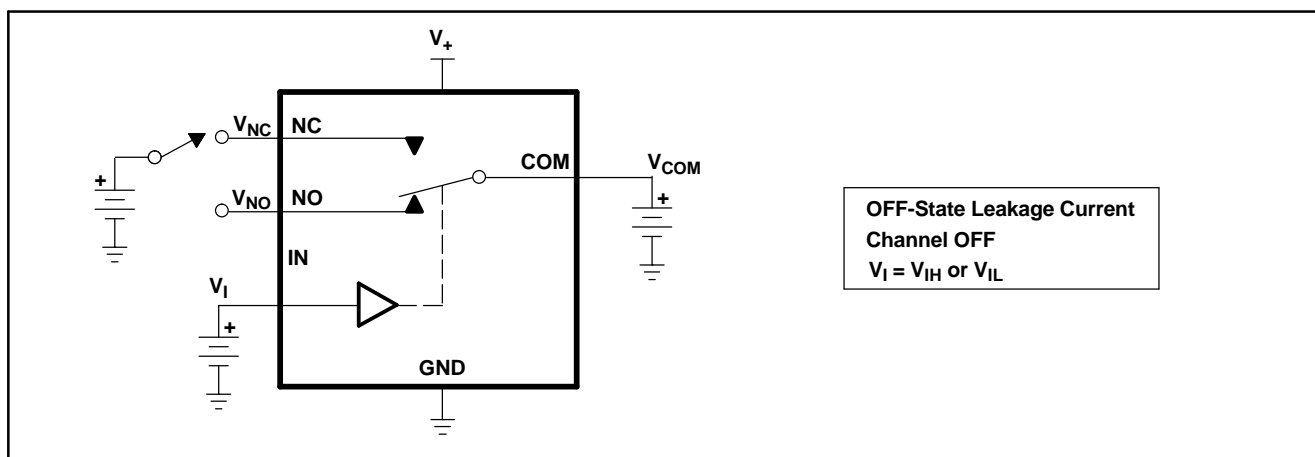 V+
VNC NC
COM VCOM
+
VNO NO
+
IN
VI
+
GND
OFF-State Leakage Current
Channel OFF
VI = VIH or VIL